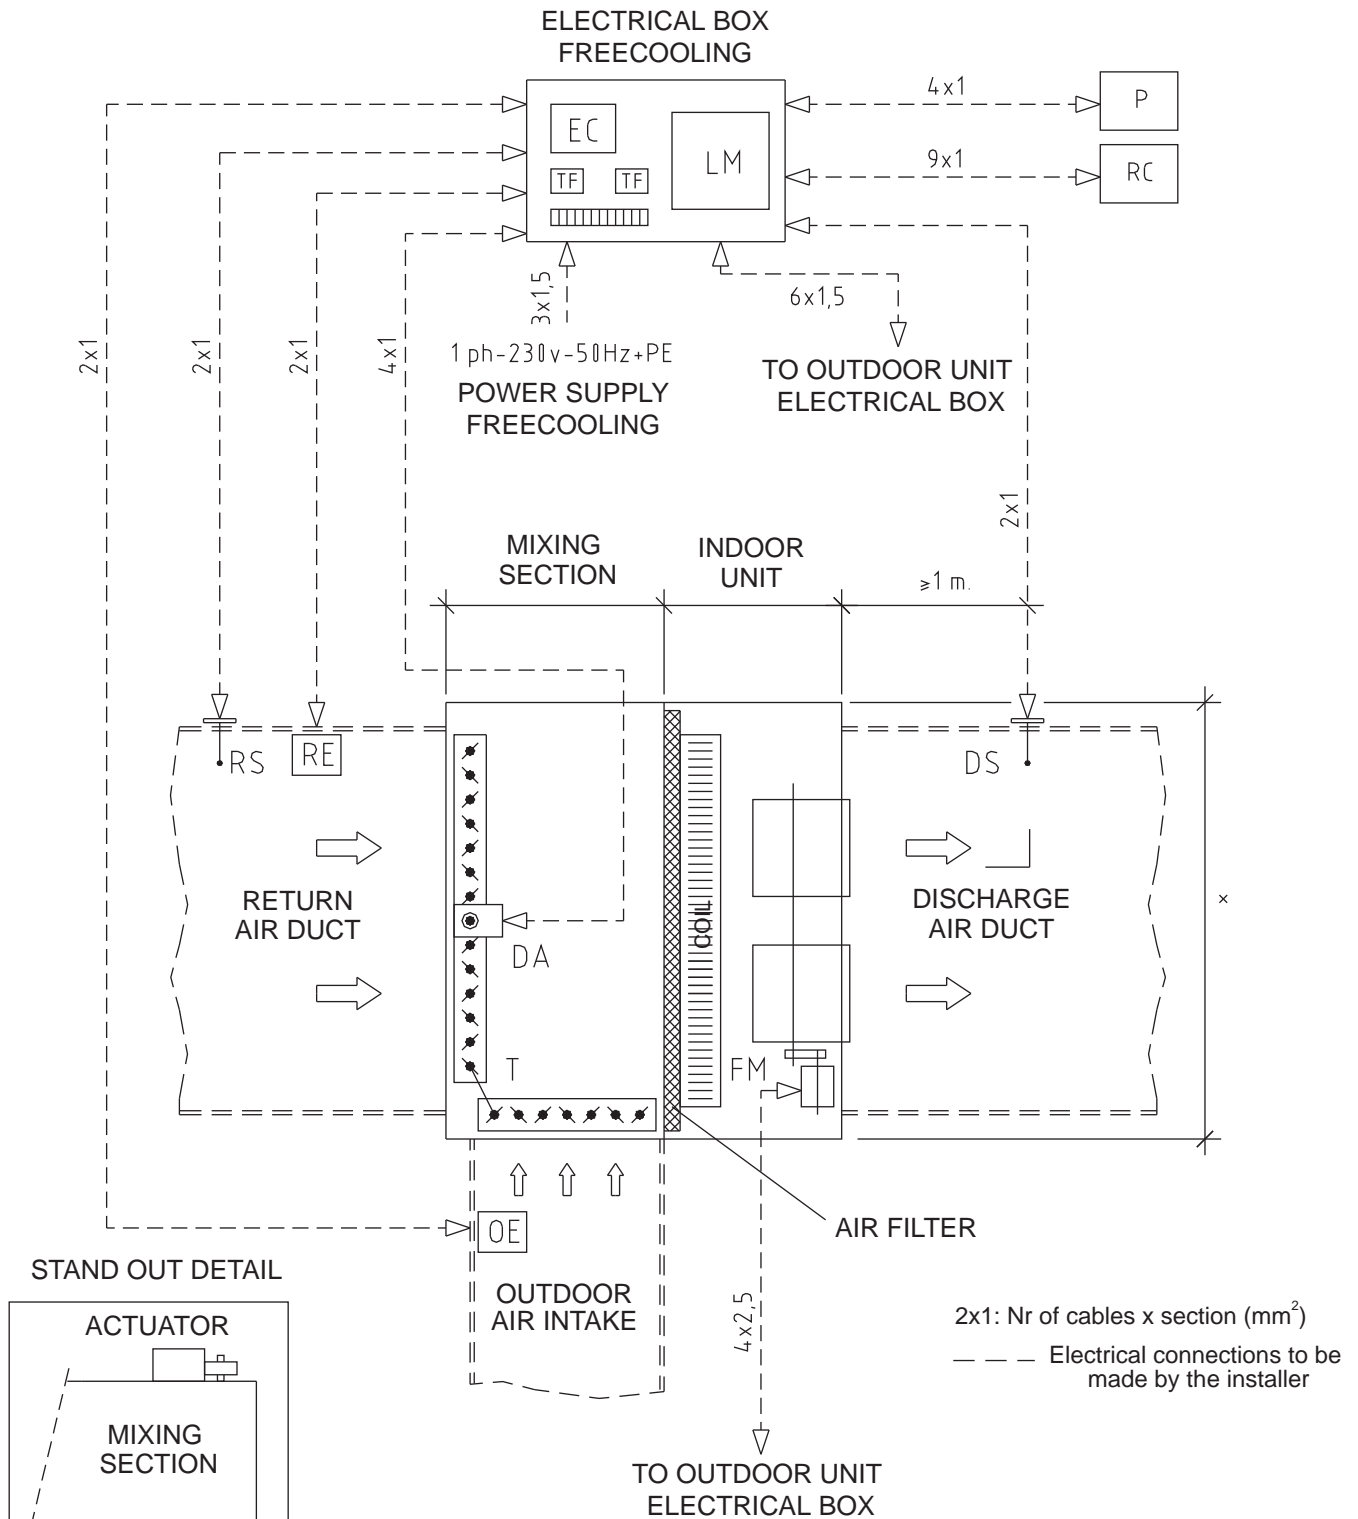 ELECTRICAL BOX
FREECOOLING
EC
TF
TF
LM
4x1
P
9x1
RC
3x1,5
6x1,5
1 ph-230v-50Hz+PE
POWER SUPPLY
FREECOOLING
TO OUTDOOR UNIT
ELECTRICAL BOX
2x1
2x1
2x1
4x1
2x1
MIXING
SECTION
INDOOR
UNIT
≥1 m.
RS
RE
DS
RETURN
AIR DUCT
DA
COIL
DISCHARGE
AIR DUCT
x
T
FM
OE
AIR FILTER
OUTDOOR
AIR INTAKE
4x2,5
STAND OUT DETAIL
ACTUATOR
MIXING
SECTION
2x1: Nr of cables x section (mm²)
Electrical connections to be
made by the installer
TO OUTDOOR UNIT
ELECTRICAL BOX